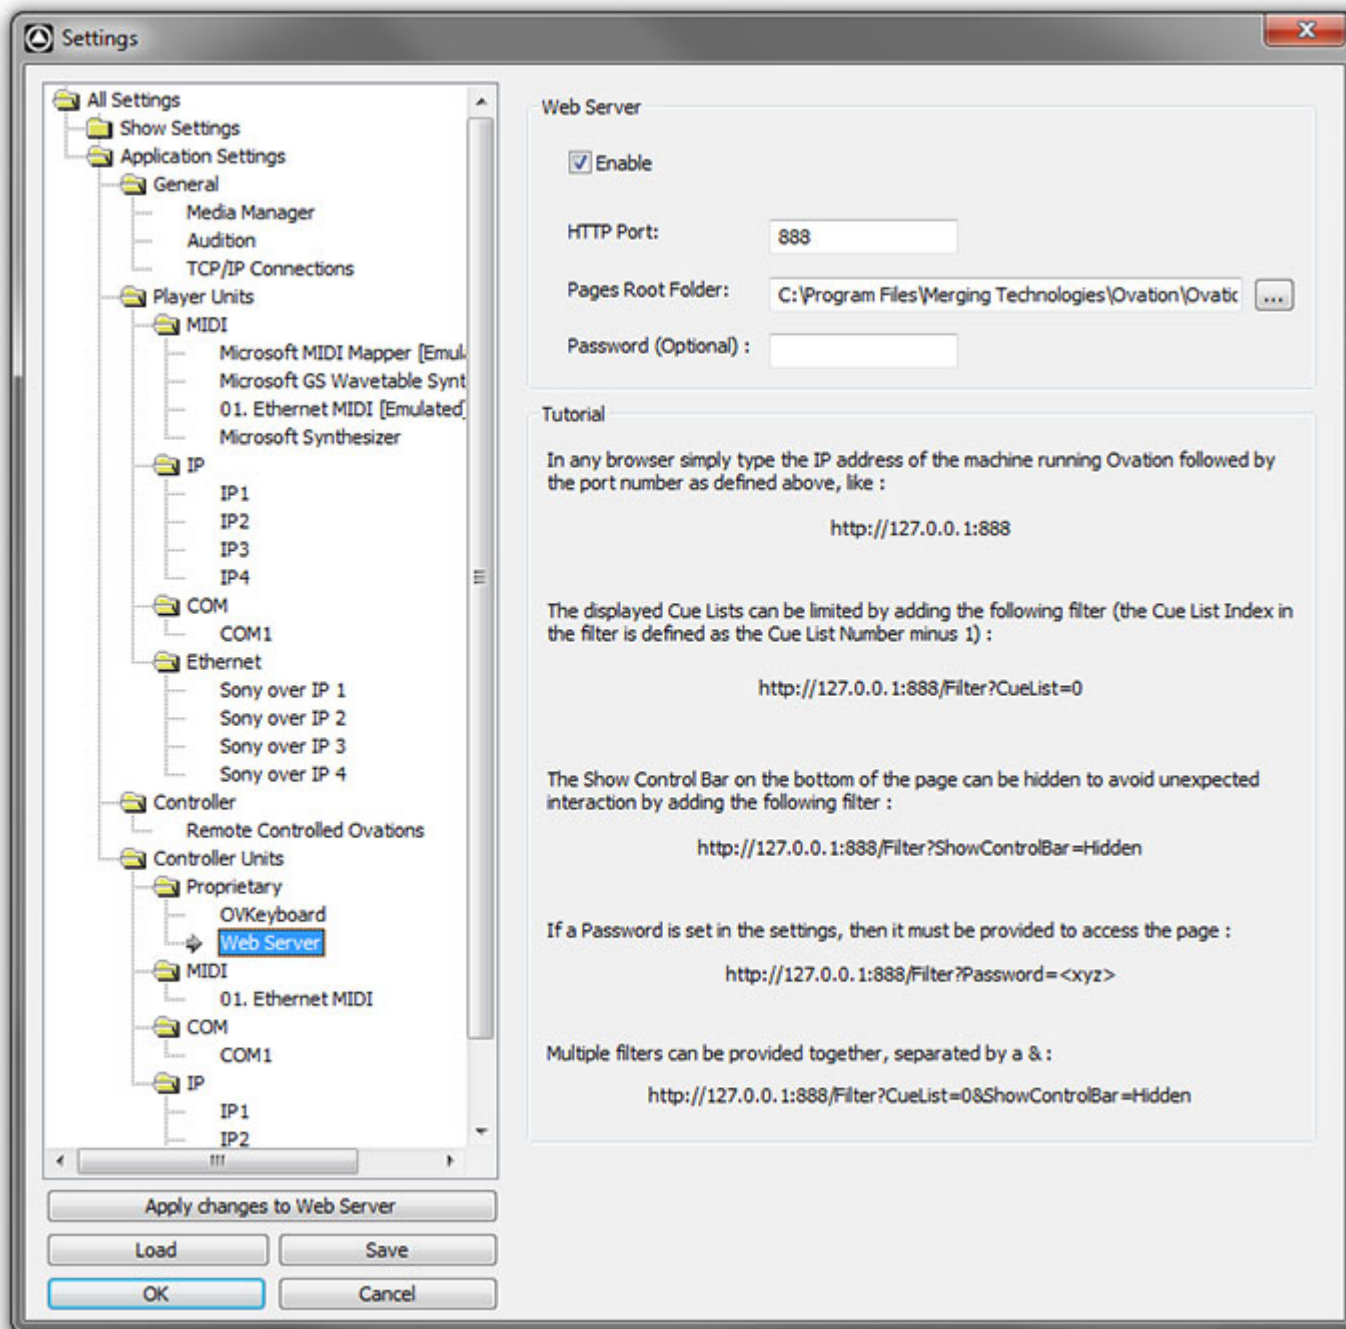 Settings
All Settings
Show Settings
Application Settings
General
Media Manager
Audition
TCP/IP Connections
Player Units
MIDI
Microsoft MIDI Mapper [Emul
Microsoft GS Wavetable Synt
01. Ethernet MIDI [Emulated]
Microsoft Synthesizer
IP
IP1
IP2
IP3
IP4
COM
COM1
Ethernet
Sony over IP 1
Sony over IP 2
Sony over IP 3
Sony over IP 4
Controller
Remote Controlled Ovations
Controller Units
Proprietary
OVKeyboard
Web Server
MIDI
01. Ethernet MIDI
COM
COM1
IP
IP1
IP2
Apply changes to Web Server
Load Save
OK Cancel
Web Server
Enable
HTTP Port: 888
Pages Root Folder: C:\Program Files\Merging Technologies\Ovation\Ovatic ...
Password (Optional) :
Tutorial
In any browser simply type the IP address of the machine running Ovation followed by
the port number as defined above, like :
http://127.0.0.1:888
The displayed Cue Lists can be limited by adding the following filter (the Cue List Index in
the filter is defined as the Cue List Number minus 1) :
http://127.0.0.1:888/Filter?CueList=0
The Show Control Bar on the bottom of the page can be hidden to avoid unexpected
interaction by adding the following filter :
http://127.0.0.1:888/Filter?ShowControlBar=Hidden
If a Password is set in the settings, then it must be provided to access the page :
http://127.0.0.1:888/Filter?Password=<xyz>
Multiple filters can be provided together, separated by a & :
http://127.0.0.1:888/Filter?CueList=0&ShowControlBar=Hidden